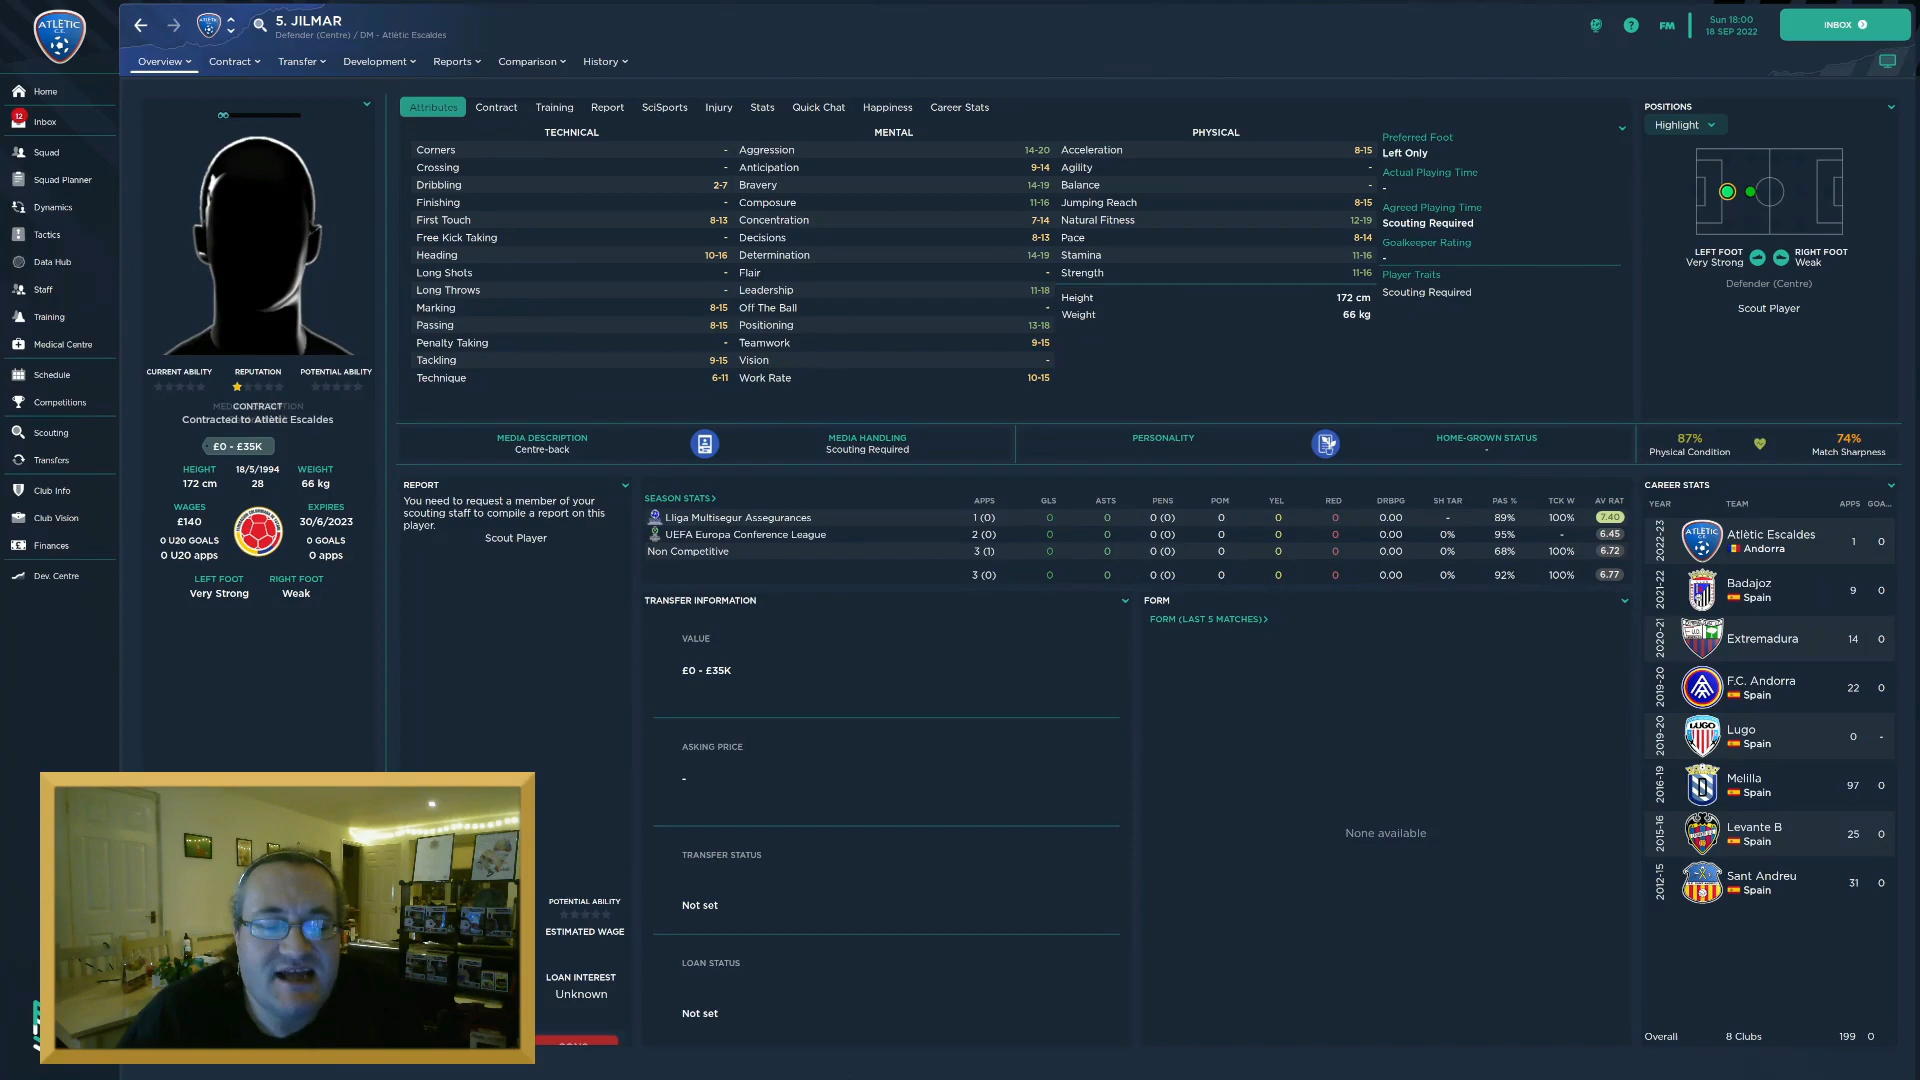 ATLÈTIC C.E.
5. JILMAR
Defender (Centre) / DM - Atlètic Escaldes
Sun 18:00
18 SEP 2022
FM
INBOX
Overview
Contract
Transfer
Development
Reports
Comparison
History
Home
12
Inbox
Squad
Squad Planner
Dynamics
Tactics
Data Hub
Staff
Training
Medical Centre
Schedule
Competitions
Scouting
Transfers
Club Info
Club Vision
Finances
Dev. Centre
CURRENT ABILITY
REPUTATION
POTENTIAL ABILITY
CONTRACT
Contracted to Atlètic Escaldes
£0 - £35K
HEIGHT 18/5/1994 WEIGHT
172 cm 28 66 kg
WAGES EXPIRES
£140 30/6/2023
0 U20 GOALS 0 GOALS
0 U20 apps 0 apps
LEFT FOOT RIGHT FOOT
Very Strong Weak
Attributes Contract Training Report SciSports Injury Stats Quick Chat Happiness Career Stats
TECHNICAL
Corners -
Crossing -
Dribbling 2-7
Finishing -
First Touch 8-13
Free Kick Taking -
Heading 10-16
Long Shots -
Long Throws -
Marking 8-15
Passing 8-15
Penalty Taking -
Tackling 9-15
Technique 6-11
MENTAL
Aggression 14-20
Anticipation 9-14
Bravery 14-19
Composure 11-16
Concentration 7-14
Decisions 8-13
Determination 14-19
Flair -
Leadership 11-18
Off The Ball -
Positioning 13-18
Teamwork 9-15
Vision -
Work Rate 10-15
PHYSICAL
Acceleration 8-15
Agility -
Balance -
Jumping Reach 8-15
Natural Fitness 12-19
Pace 8-14
Stamina 11-16
Strength 11-16
Height 172 cm
Weight 66 kg
Preferred Foot
Left Only
Actual Playing Time
-
Agreed Playing Time
Scouting Required
Goalkeeper Rating
-
Player Traits
Scouting Required
POSITIONS
Highlight
LEFT FOOT RIGHT FOOT
Very Strong Weak
Defender (Centre)
Scout Player
MEDIA DESCRIPTION
Centre-back
MEDIA HANDLING
Scouting Required
PERSONALITY
HOME-GROWN STATUS
-
87%
Physical Condition
74%
Match Sharpness
REPORT
You need to request a member of your
scouting staff to compile a report on this
player.
Scout Player
SEASON STATS APPS GLS ASTS PENS POM YEL RED DRBPG SH TAR PAS % TCK W AV RAT
Lliga Multisegur Assegurances 1 (0) 0 0 0 (0) 0 0 0 0.00 - 89% 100% 7.40
UEFA Europa Conference League 2 (0) 0 0 0 (0) 0 0 0 0.00 0% 95% - 6.45
Non Competitive 3 (1) 0 0 0 (0) 0 0 0 0.00 0% 68% 100% 6.72
3 (0) 0 0 0 (0) 0 0 0 0.00 0% 92% 100% 6.77
TRANSFER INFORMATION
VALUE
£0 - £35K
ASKING PRICE
-
TRANSFER STATUS
Not set
LOAN STATUS
Not set
FORM
FORM (LAST 5 MATCHES)
None available
CAREER STATS
YEAR TEAM APPS GOA...
2022-23 Atlètic Escaldes 1 0
Andorra
2021-22 Badajoz 9 0
Spain
2020-21 Extremadura 14 0
2019-20 F.C. Andorra 22 0
Spain
2019-20 Lugo 0 -
Spain
2016-19 Melilla 97 0
Spain
2015-16 Levante B 25 0
Spain
2012-15 Sant Andreu 31 0
Spain
Overall 8 Clubs 199 0
POTENTIAL ABILITY
ESTIMATED WAGE
LOAN INTEREST
Unknown